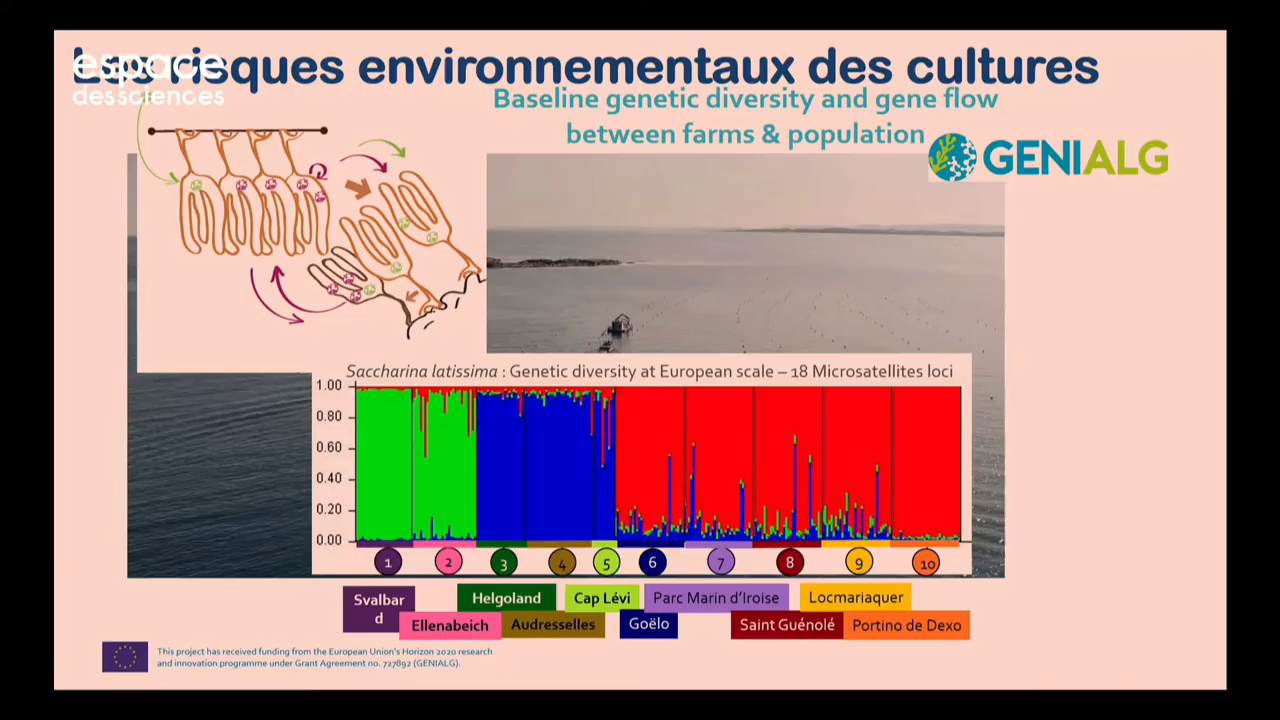 Les risques environnementaux des cultures
espace
des sciences
Baseline genetic diversity and gene flow
between farms & population
GENIALG
Saccharina latissima : Genetic diversity at European scale – 18 Microsatellites loci
1.00
0.80
0.60
0.40
0.20
0.00
1 2 3 4 5 6 7 8 9 10
Svalbar
d
Helgoland
Cap Lévi
Parc Marin d'Iroise
Locmariaquer
Ellenabeich
Audresselles
Goëlo
Saint Guénolé
Portino de Dexo
This project has received funding from the European Union's Horizon 2020 research
and innovation programme under Grant Agreement no. 727892 (GENIALG).